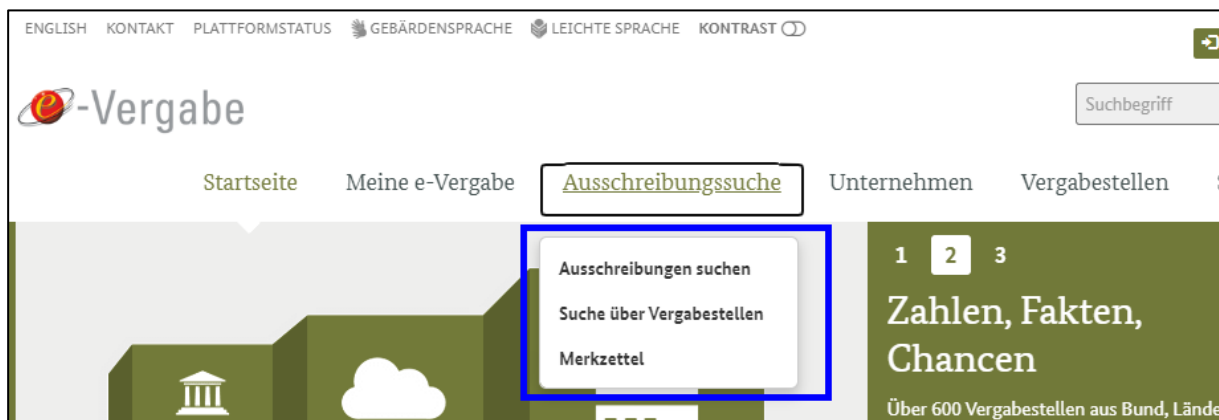 ENGLISH KONTAKT PLATTFORMSTATUS GEBÄRDENSPRACHE LEICHTE SPRACHE KONTRAST
e-Vergabe
Suchbegriff
Startseite Meine e-Vergabe Ausschreibungssuche Unternehmen Vergabestellen
Ausschreibungen suchen
Suche über Vergabestellen
Merkzettel
1 2 3
Zahlen, Fakten,
Chancen
Über 600 Vergabestellen aus Bund,